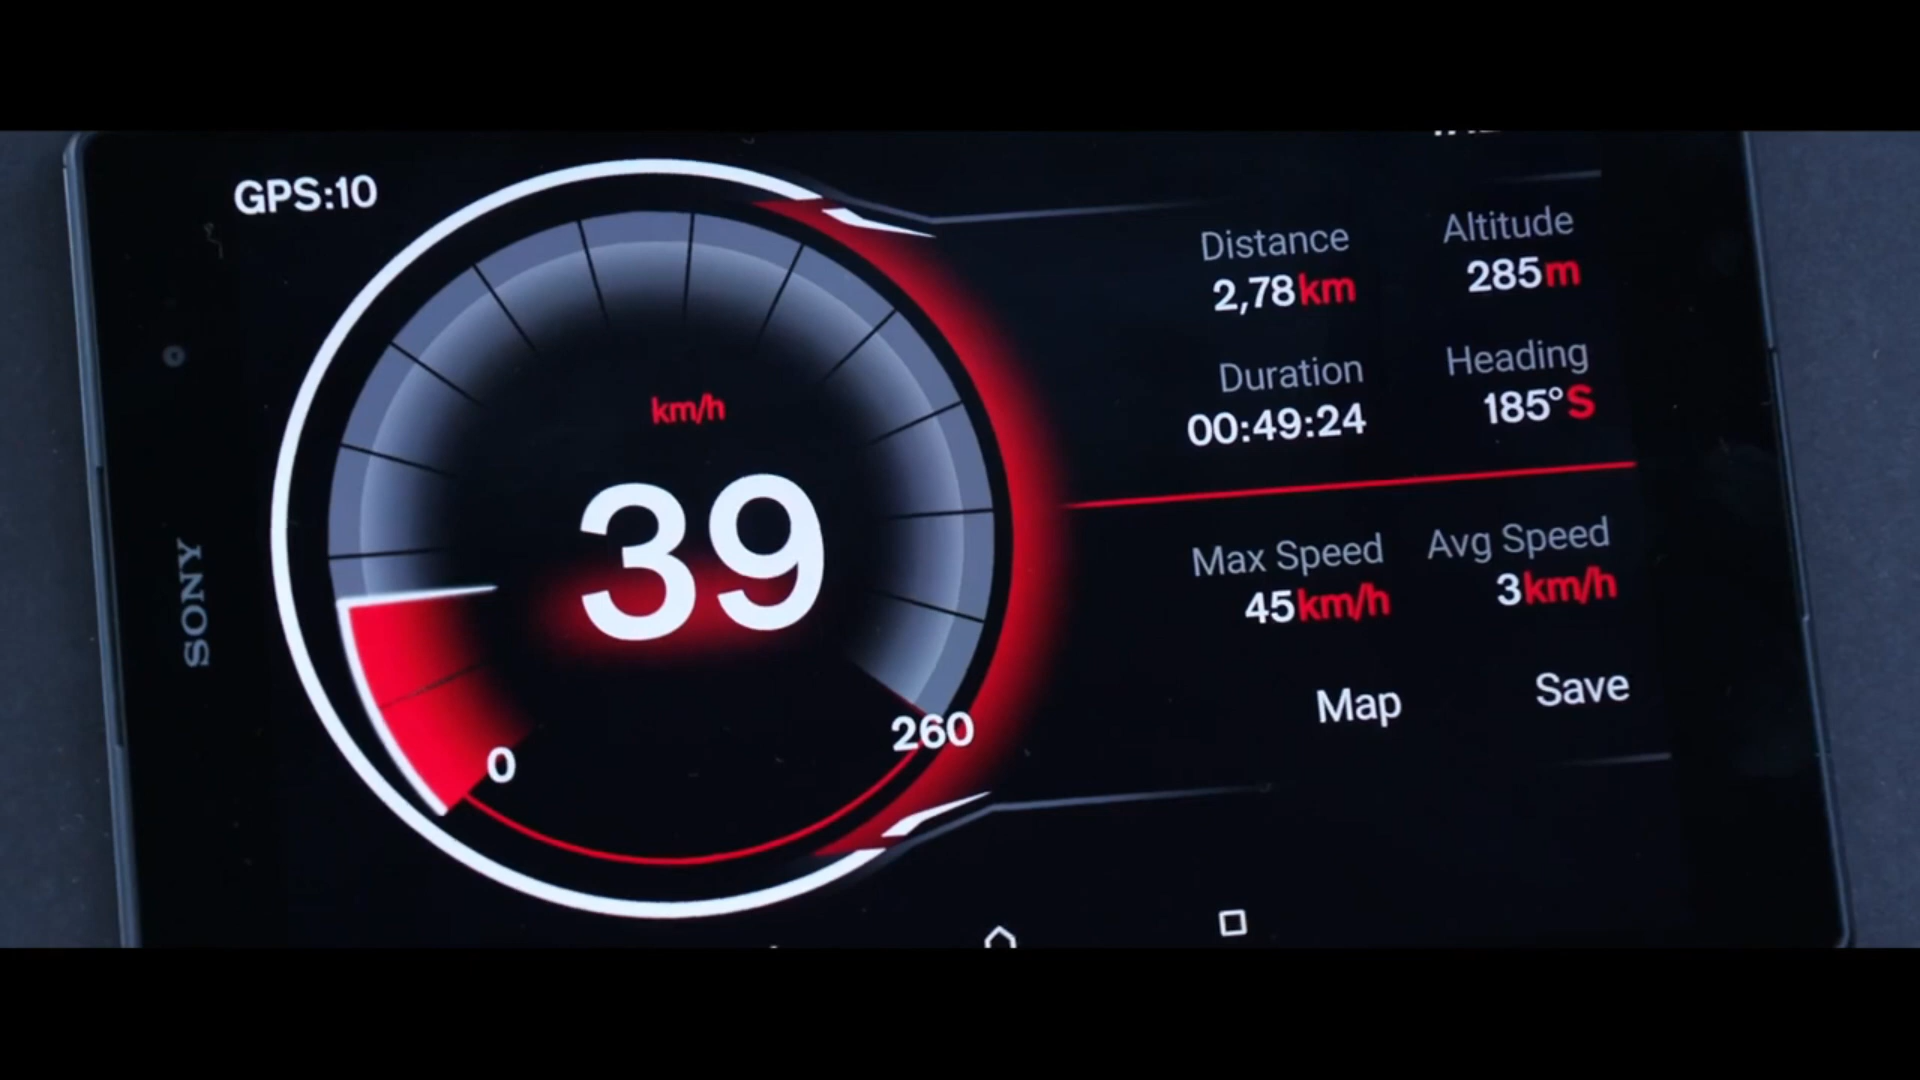 GPS:10
SONY
km/h
39
0
260
Distance
2,78km
Altitude
285m
Duration
00:49:24
Heading
185°S
Max Speed
45km/h
Avg Speed
3km/h
Map
Save